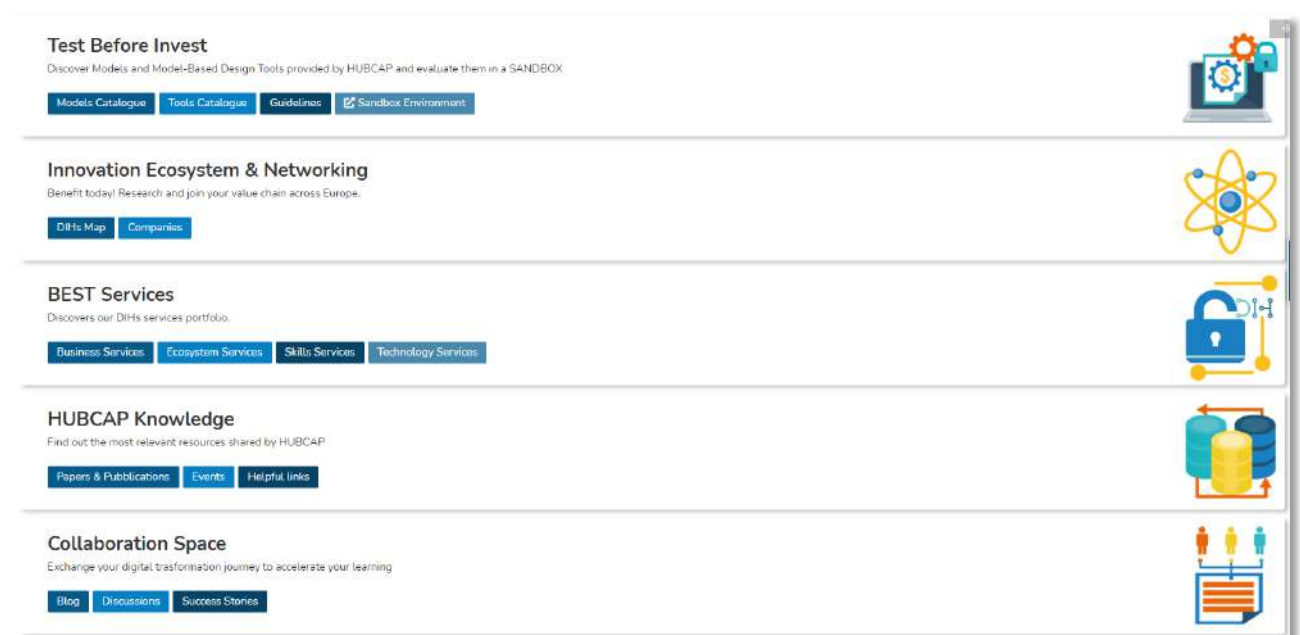 Test Before Invest
Discover Models and Model-Based Design Tools provided by HUBCAP and evaluate them in a SANDBOX
Models Catalogue Tools Catalogue Guidelines Sandbox Environment
Innovation Ecosystem & Networking
Benefit today! Research and join your value chain across Europe.
DIHs Map Companies
BEST Services
Discovers our DIHs services portfolio.
DIH
Business Services Ecosystem Services Skills Services Technology Services
HUBCAP Knowledge
Find out the most relevant resources shared by HUBCAP
Papers & Pubblications Events Helpful links
Collaboration Space
Exchange your digital trasformation journey to accelerate your learning
Blog Discussions Success Stories